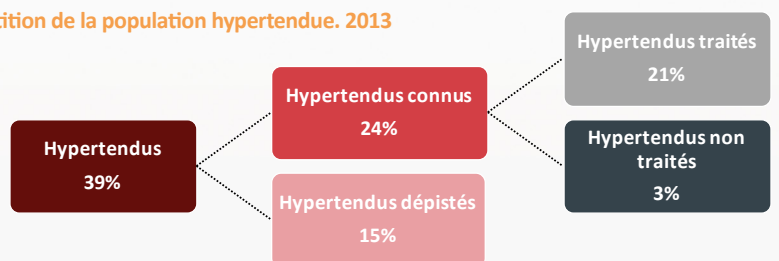 tition de la population hypertendue. 2013
Hypertendus traités
21%
Hypertendus connus
24%
Hypertendus non
traités
3%
Hypertendus
39%
Hypertendus dépistés
15%